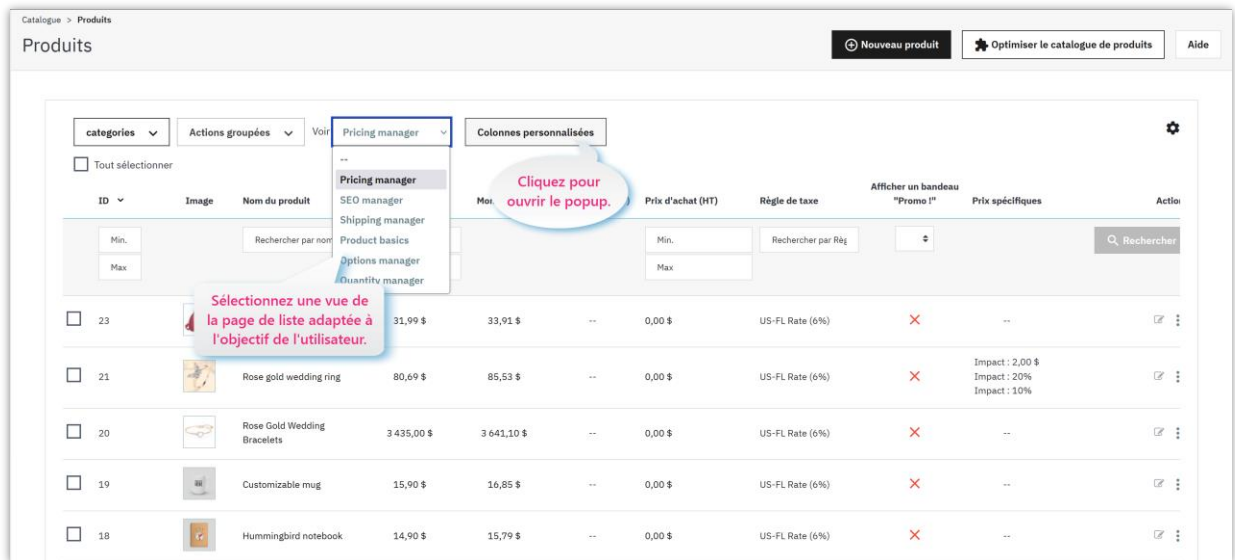 Catalogue > Produits
Produits
Nouveau produit
Optimiser le catalogue de produits
Aide
categories
Actions groupées
Voir
Pricing manager
Colonnes personnalisées
Tout sélectionner
--
Pricing manager
SEO manager
Shipping manager
Product basics
Options manager
Quantity manager
Cliquez pour
ouvrir le popup.
Sélectionnez une vue de
la page de liste adaptée à
l'objectif de l'utilisateur.
ID Image Nom du produit Prix d'achat (HT) Règle de taxe Afficher un bandeau "Promo !" Prix spécifiques Action
Min. Rechercher par nom Min. Rechercher par Règ Rechercher
Max Max
23 31,99 $ 33,91 $ -- 0,00 $ US-FL Rate (6%) --
21 Rose gold wedding ring 80,69 $ 85,53 $ -- 0,00 $ US-FL Rate (6%)
Impact : 2,00 $
Impact : 20%
Impact : 10%
20 Rose Gold Wedding Bracelets 3 435,00 $ 3 641,10 $ -- 0,00 $ US-FL Rate (6%) --
19 Customizable mug 15,90 $ 16,85 $ -- 0,00 $ US-FL Rate (6%) --
18 Hummingbird notebook 14,90 $ 15,79 $ -- 0,00 $ US-FL Rate (6%) --